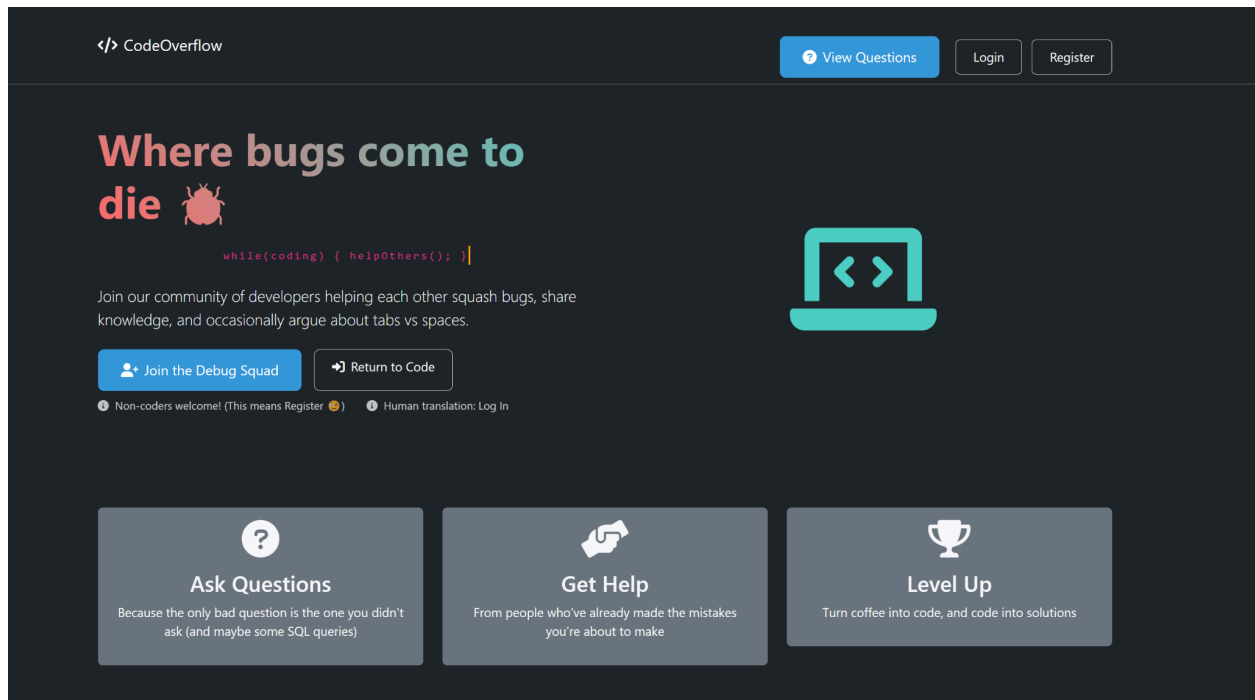 </> CodeOverflow
View Questions
Login
Register
Where bugs come to
die
while(coding) { helpOthers(); }
Join our community of developers helping each other squash bugs, share
knowledge, and occasionally argue about tabs vs spaces.
Join the Debug Squad
Return to Code
Non-coders welcome! (This means Register 😉)
Human translation: Log In
Ask Questions
Because the only bad question is the one you didn't
ask (and maybe some SQL queries)
Get Help
From people who've already made the mistakes
you're about to make
Level Up
Turn coffee into code, and code into solutions